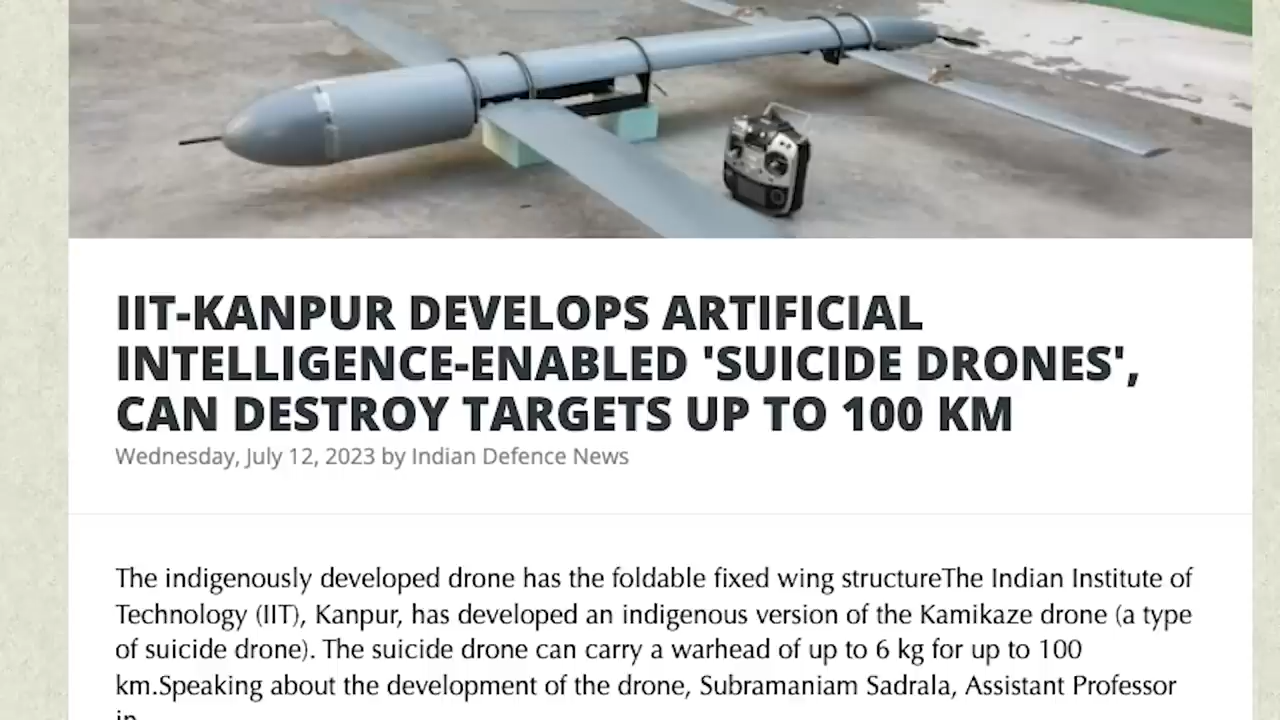 IIT-KANPUR DEVELOPS ARTIFICIAL
INTELLIGENCE-ENABLED 'SUICIDE DRONES',
CAN DESTROY TARGETS UP TO 100 KM
Wednesday, July 12, 2023 by Indian Defence News
The indigenously developed drone has the foldable fixed wing structureThe Indian Institute of
Technology (IIT), Kanpur, has developed an indigenous version of the Kamikaze drone (a type
of suicide drone). The suicide drone can carry a warhead of up to 6 kg for up to 100
km.Speaking about the development of the drone, Subramaniam Sadrala, Assistant Professor
in